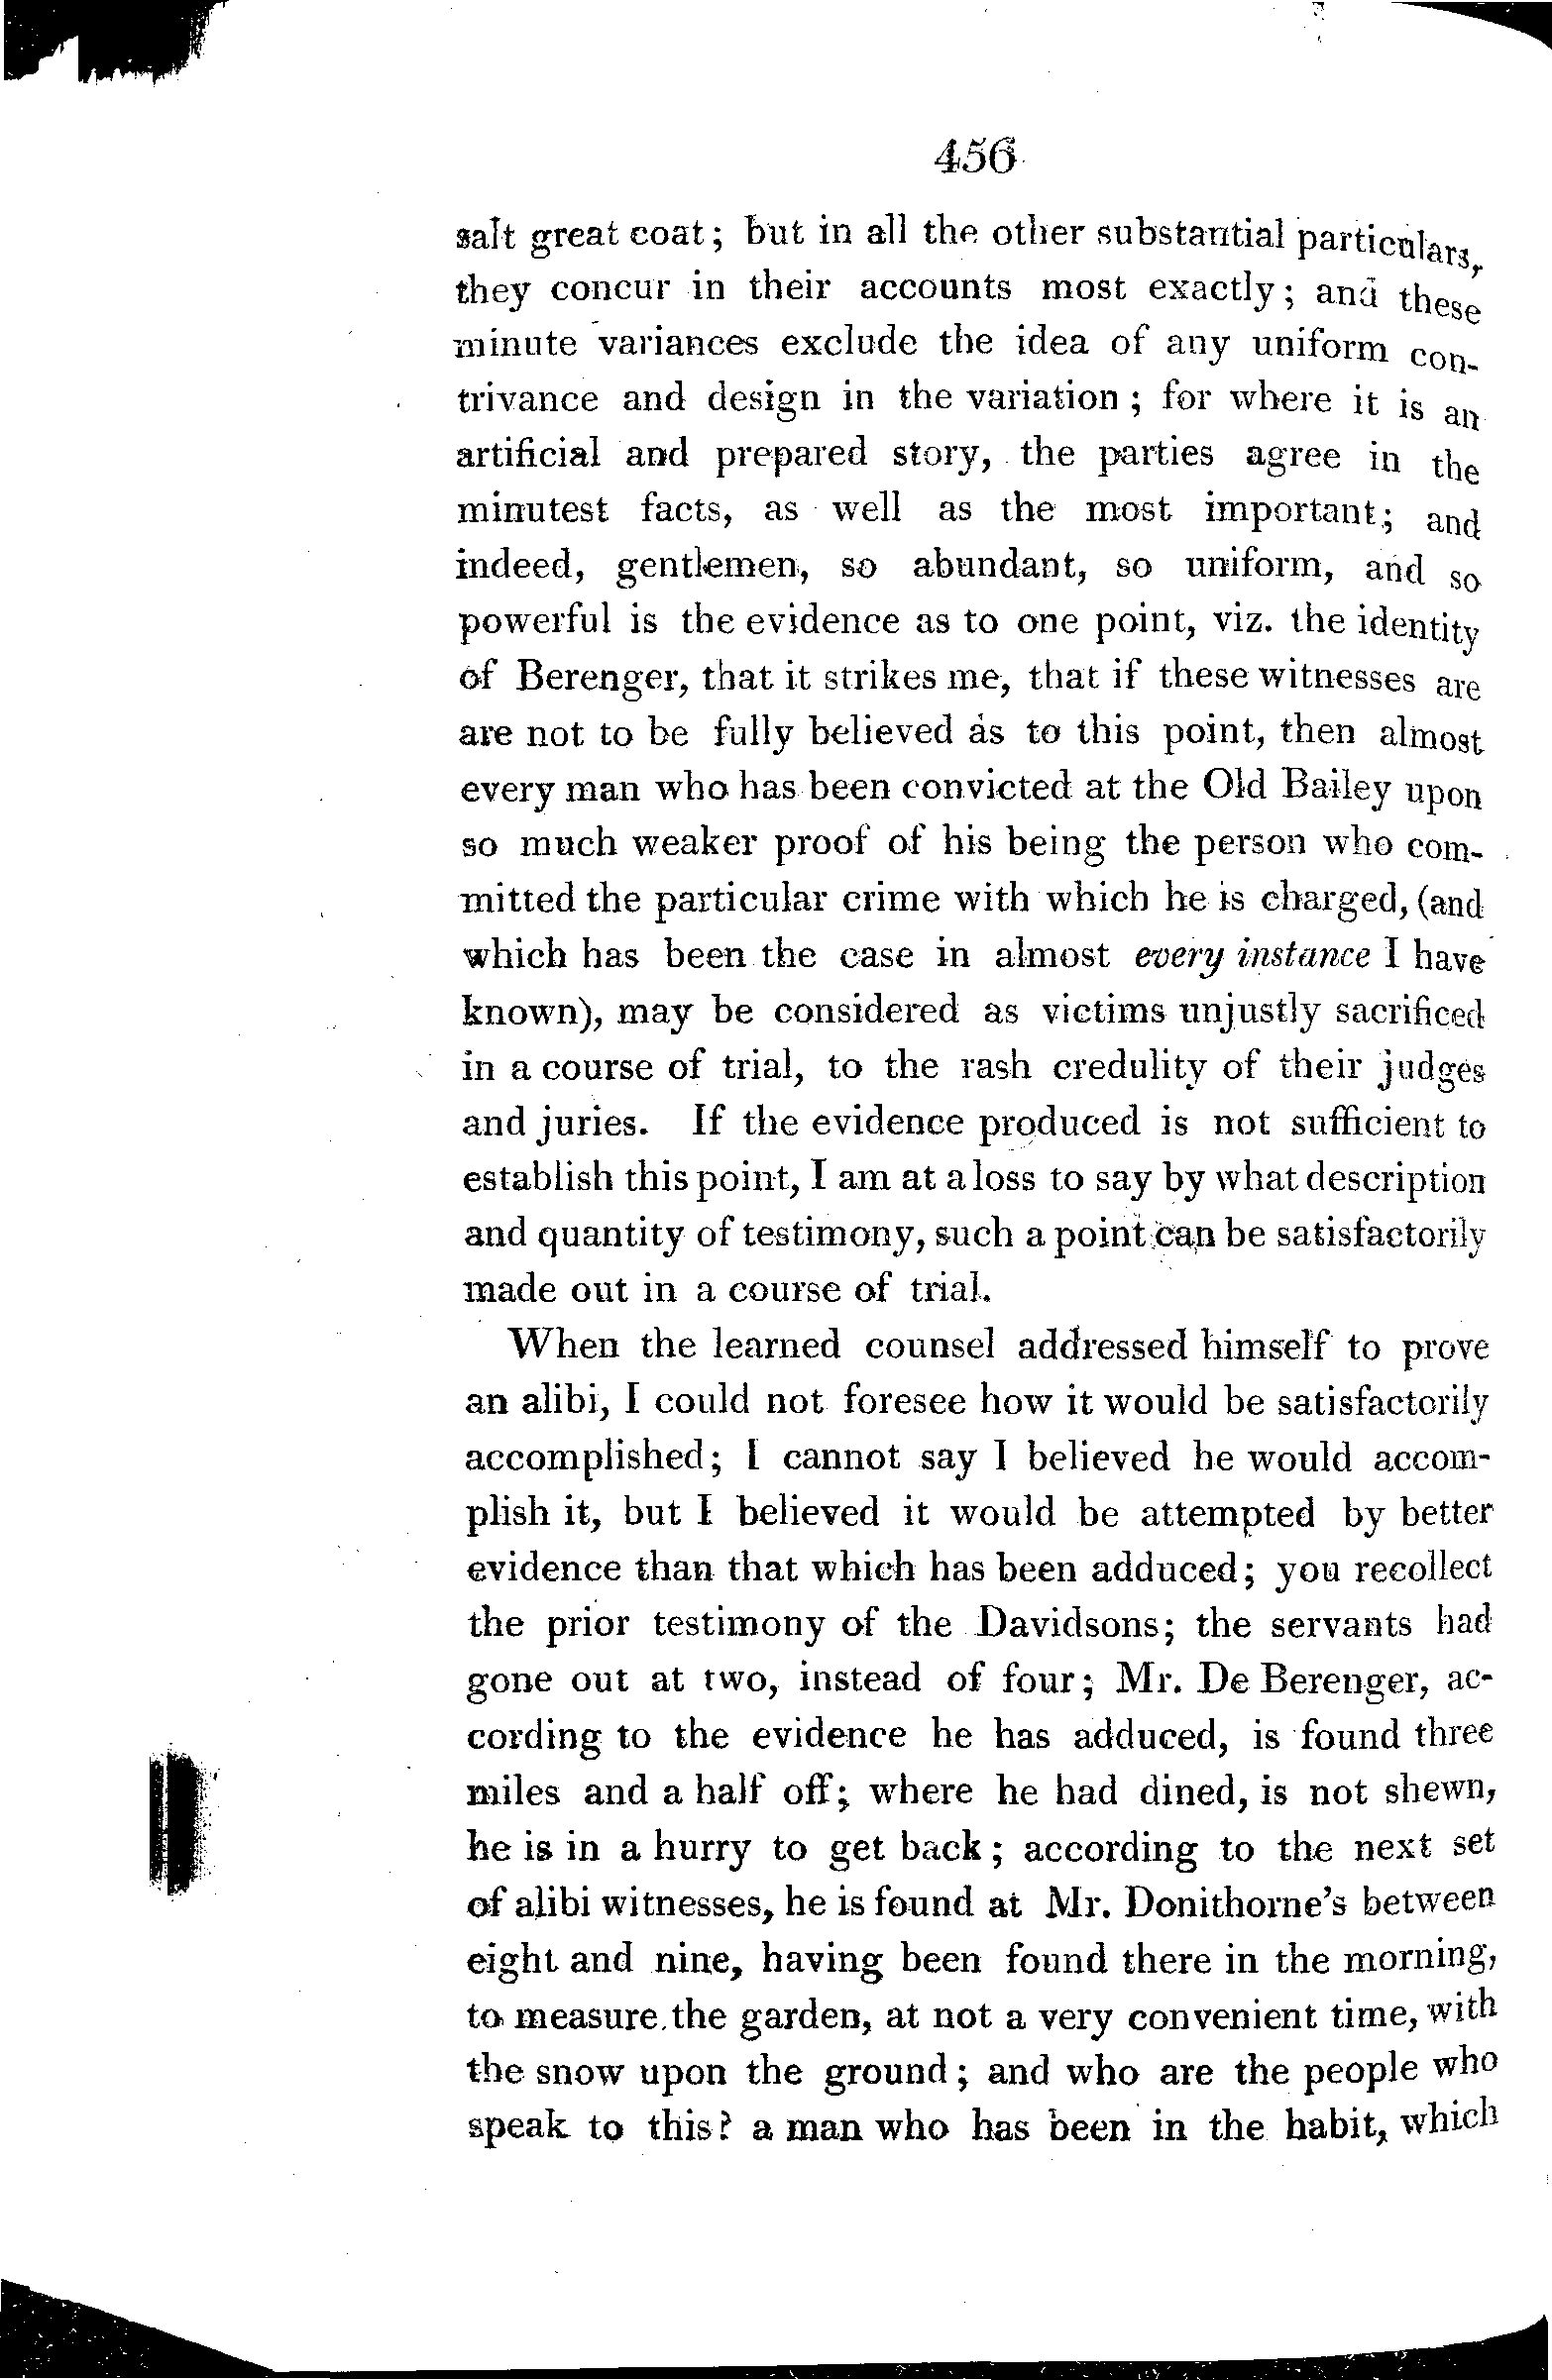 456
salt great coat; but in all the other substantial particulars,
they concur in their accounts most exactly; and these
minute variances exclude the idea of any uniform con-
trivance and design in the variation; for where it is an
artificial and prepared story, the parties agree in the
minutest facts, as well as the most important; and
indeed, gentlemen, so abundant, so uniform, and so
powerful is the evidence as to one point, viz. the identity
of Berenger, that it strikes me, that if these witnesses are
are not to be fully believed as to this point, then almost
every man who has been convicted at the Old Bailey upon
so much weaker proof of his being the person who com-
mitted the particular crime with which he is charged, (and
which has been the case in almost every instance I have
known), may be considered as victims unjustly sacrificed
in a course of trial, to the rash credulity of their judges
and juries. If the evidence produced is not sufficient to
establish this point, I am at a loss to say by what description
and quantity of testimony, such a point can be satisfactorily
made out in a course of trial.
When the learned counsel addressed himself to prove
an alibi, I could not foresee how it would be satisfactorily
accomplished; I cannot say I believed he would accom-
plish it, but I believed it would be attempted by better
evidence than that which has been adduced; you recollect
the prior testimony of the Davidsons; the servants had
gone out at two, instead of four; Mr. De Berenger, ac-
cording to the evidence he has adduced, is found three
miles and a half off; where he had dined, is not shewn,
he is in a hurry to get back; according to the next set
of alibi witnesses, he is found at Mr. Donithorne's between
eight and nine, having been found there in the morning,
to measure the garden, at not a very convenient time, with
the snow upon the ground; and who are the people who
speak to this? a man who has been in the habit, which